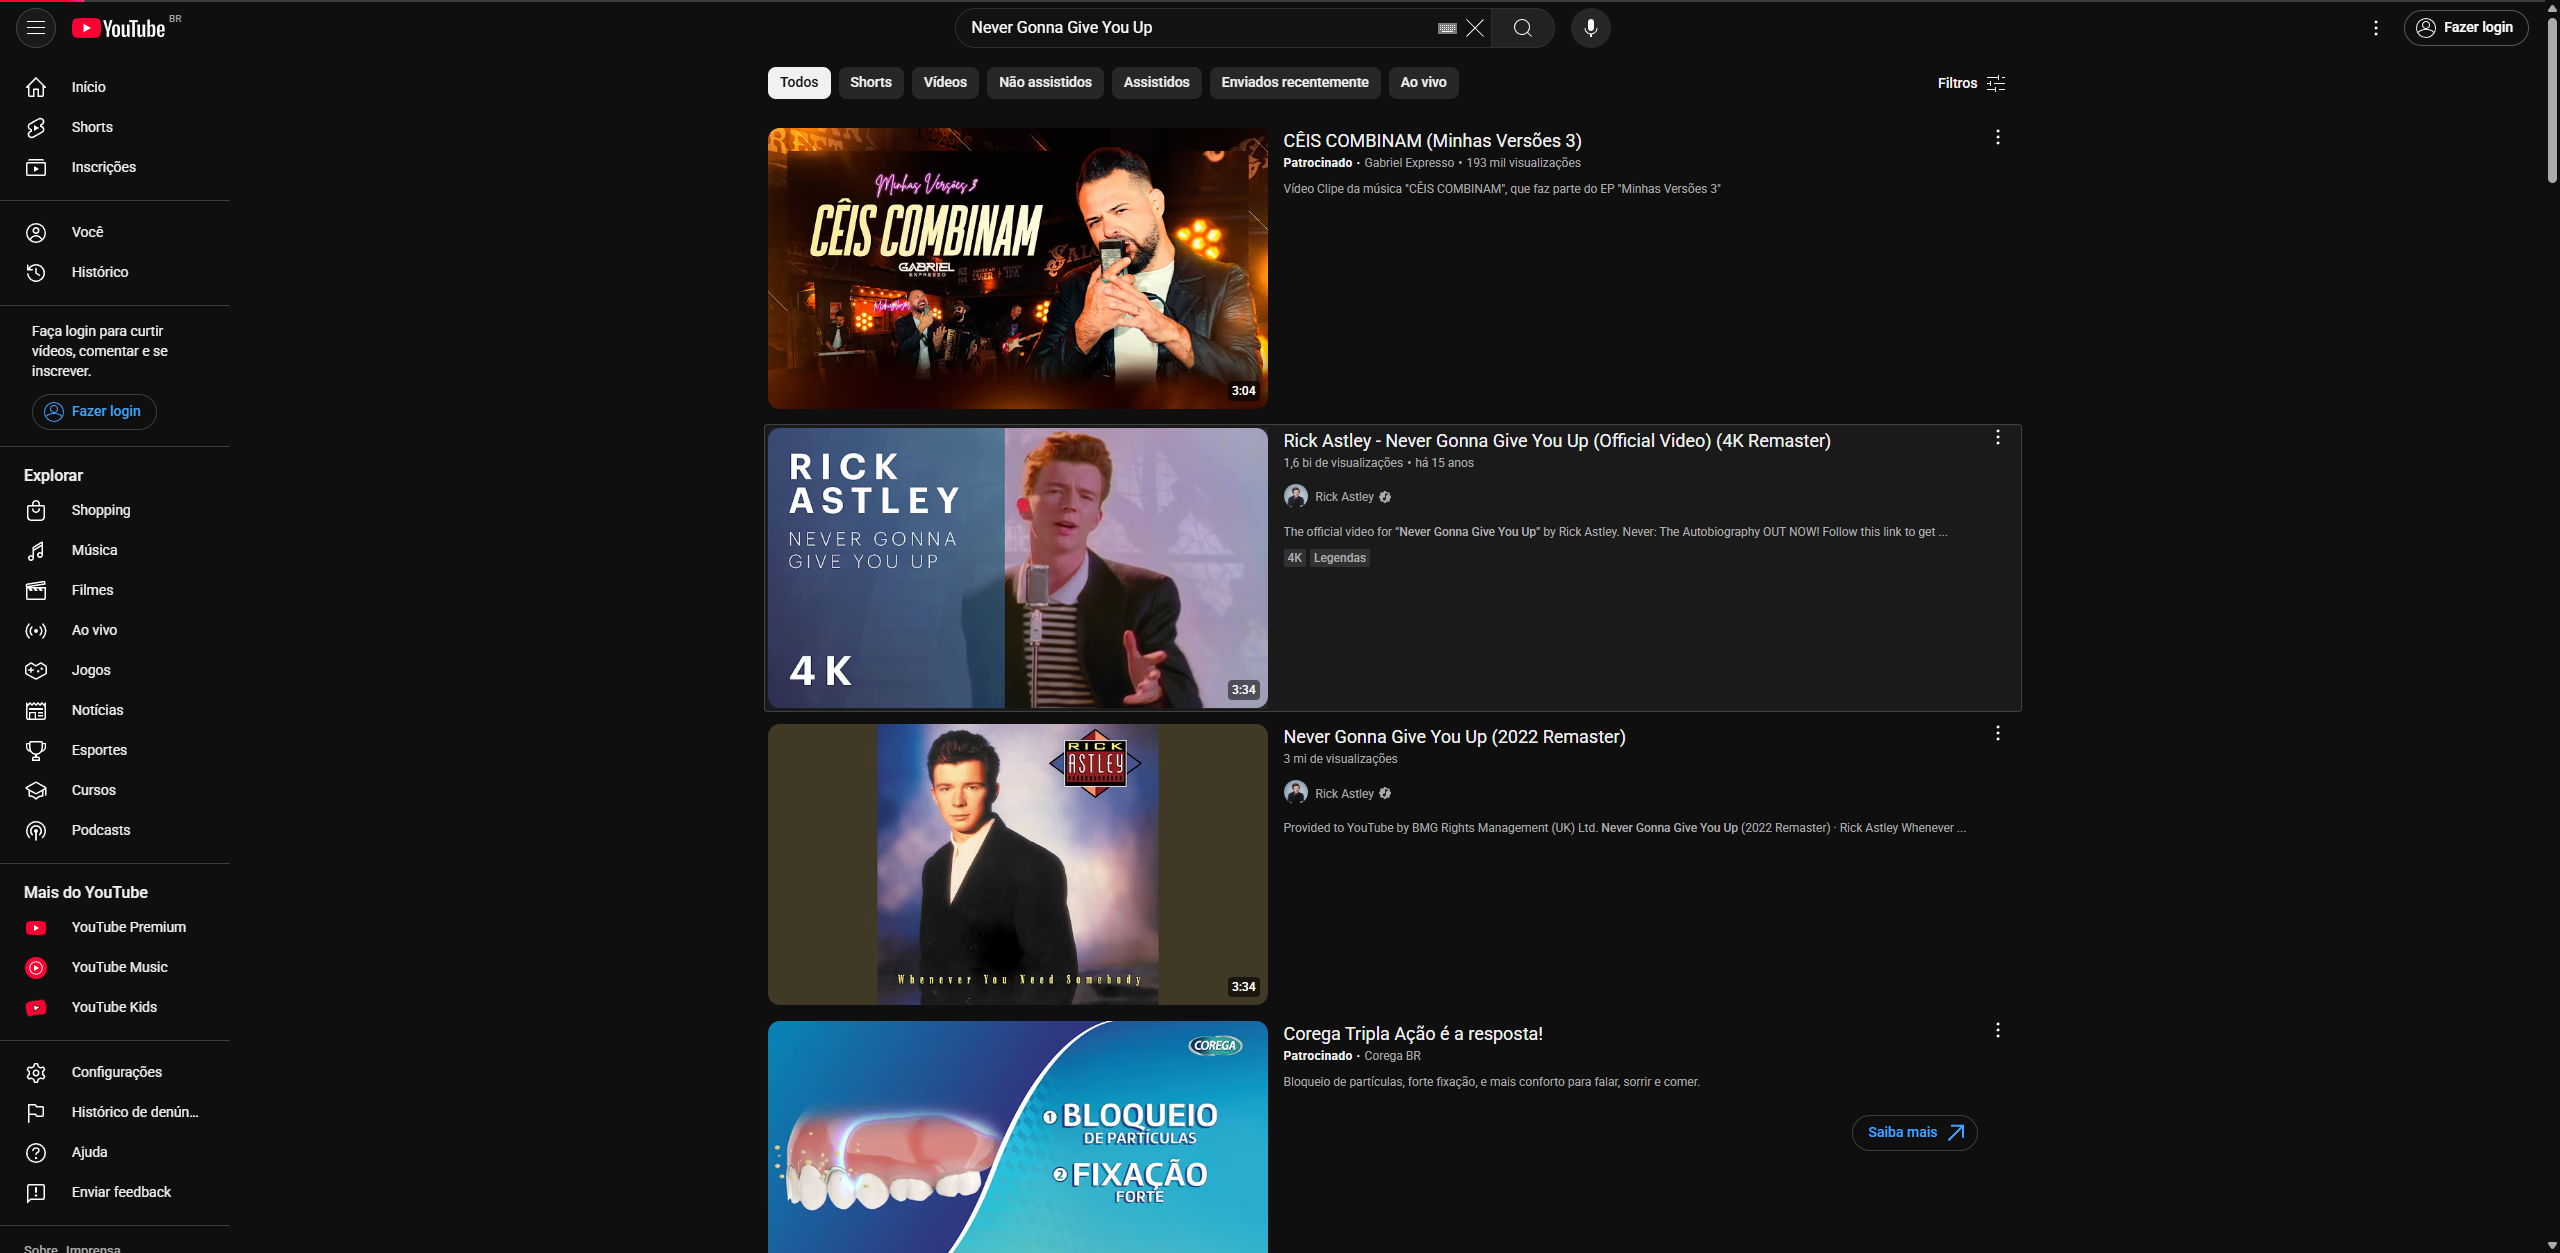 YouTube BR
Never Gonna Give You Up
Fazer login
Início
Shorts
Inscrições
Você
Histórico
Faça login para curtir
vídeos, comentar e se
inscrever.
Fazer login
Explorar
Shopping
Música
Filmes
Ao vivo
Jogos
Notícias
Esportes
Cursos
Podcasts
Mais do YouTube
YouTube Premium
YouTube Music
YouTube Kids
Configurações
Histórico de denún...
Ajuda
Enviar feedback
Sobre Imprensa
Todos Shorts Vídeos Não assistidos Assistidos Enviados recentemente Ao vivo Filtros
Minhas Versões 3
CÊIS COMBINAM
GABRIEL
EXPRESSO
3:04
CÊIS COMBINAM (Minhas Versões 3)
Patrocinado • Gabriel Expresso • 193 mil visualizações
Vídeo Clipe da música "CÊIS COMBINAM", que faz parte do EP "Minhas Versões 3"
RICK
ASTLEY
NEVER GONNA
GIVE YOU UP
4K
3:34
Rick Astley - Never Gonna Give You Up (Official Video) (4K Remaster)
1,6 bi de visualizações • há 15 anos
Rick Astley
The official video for “Never Gonna Give You Up” by Rick Astley. Never: The Autobiography OUT NOW! Follow this link to get ...
4K Legendas
RICK
ASTLEY
Whenever You Need Somebody
3:34
Never Gonna Give You Up (2022 Remaster)
3 mi de visualizações
Rick Astley
Provided to YouTube by BMG Rights Management (UK) Ltd. Never Gonna Give You Up (2022 Remaster) · Rick Astley Whenever ...
COREGA
1 BLOQUEIO
DE PARTÍCULAS
2 FIXAÇÃO
FORTE
Corega Tripla Ação é a resposta!
Patrocinado • Corega BR
Bloqueio de partículas, forte fixação, e mais conforto para falar, sorrir e comer.
Saiba mais